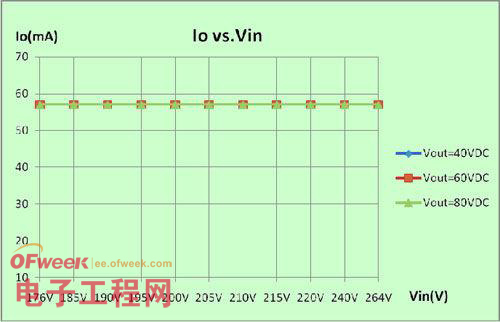 Io(mA)
Io vs.Vin
70
60
50
40
30
20
10
176V 185V 190V 195V 200V 205V 210V 215V 220V 240V 264V
Vin(V)
Vout=40VDC
Vout=60VDC
Vout=80VDC
OFweek ee.ofweek.com
电子工程网